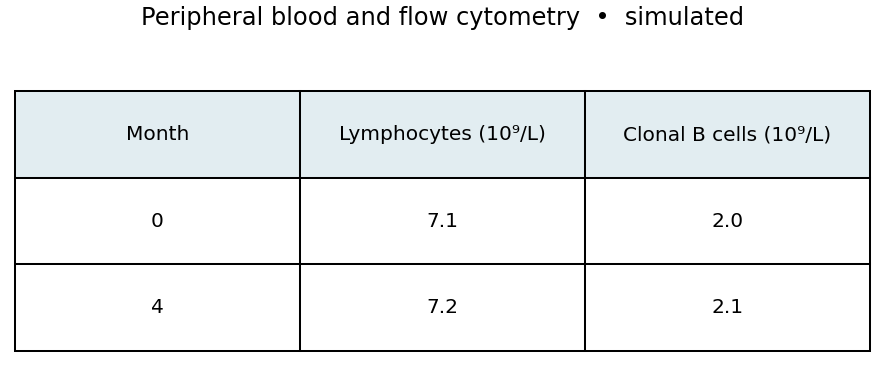 Peripheral blood and flow cytometry • simulated
Month Lymphocytes (10⁹/L) Clonal B cells (10⁹/L)
0 7.1 2.0
4 7.2 2.1